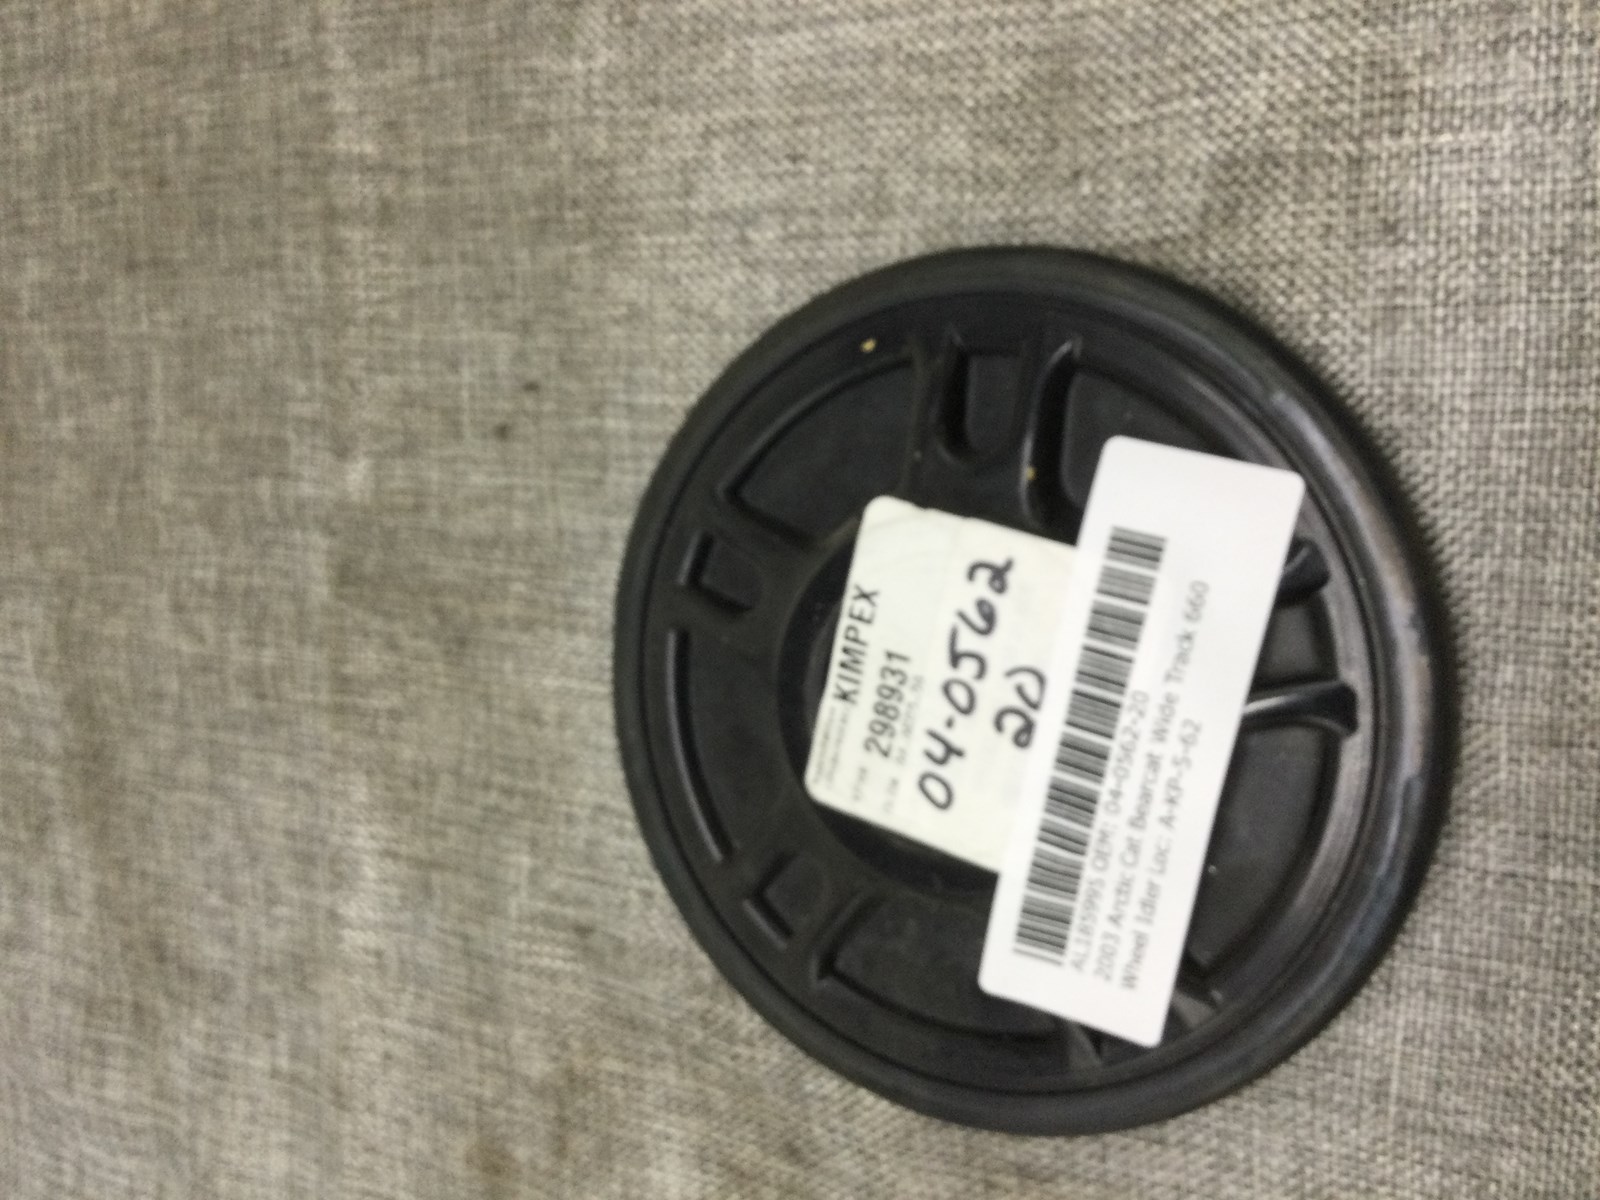 KIMPEX
298931
04-0562
20
AL185995 OEM: 04-0562-20
2003 Arctic Cat Bearcat Wide Track 660
Wheel Idler Loc: A-KP-S-62